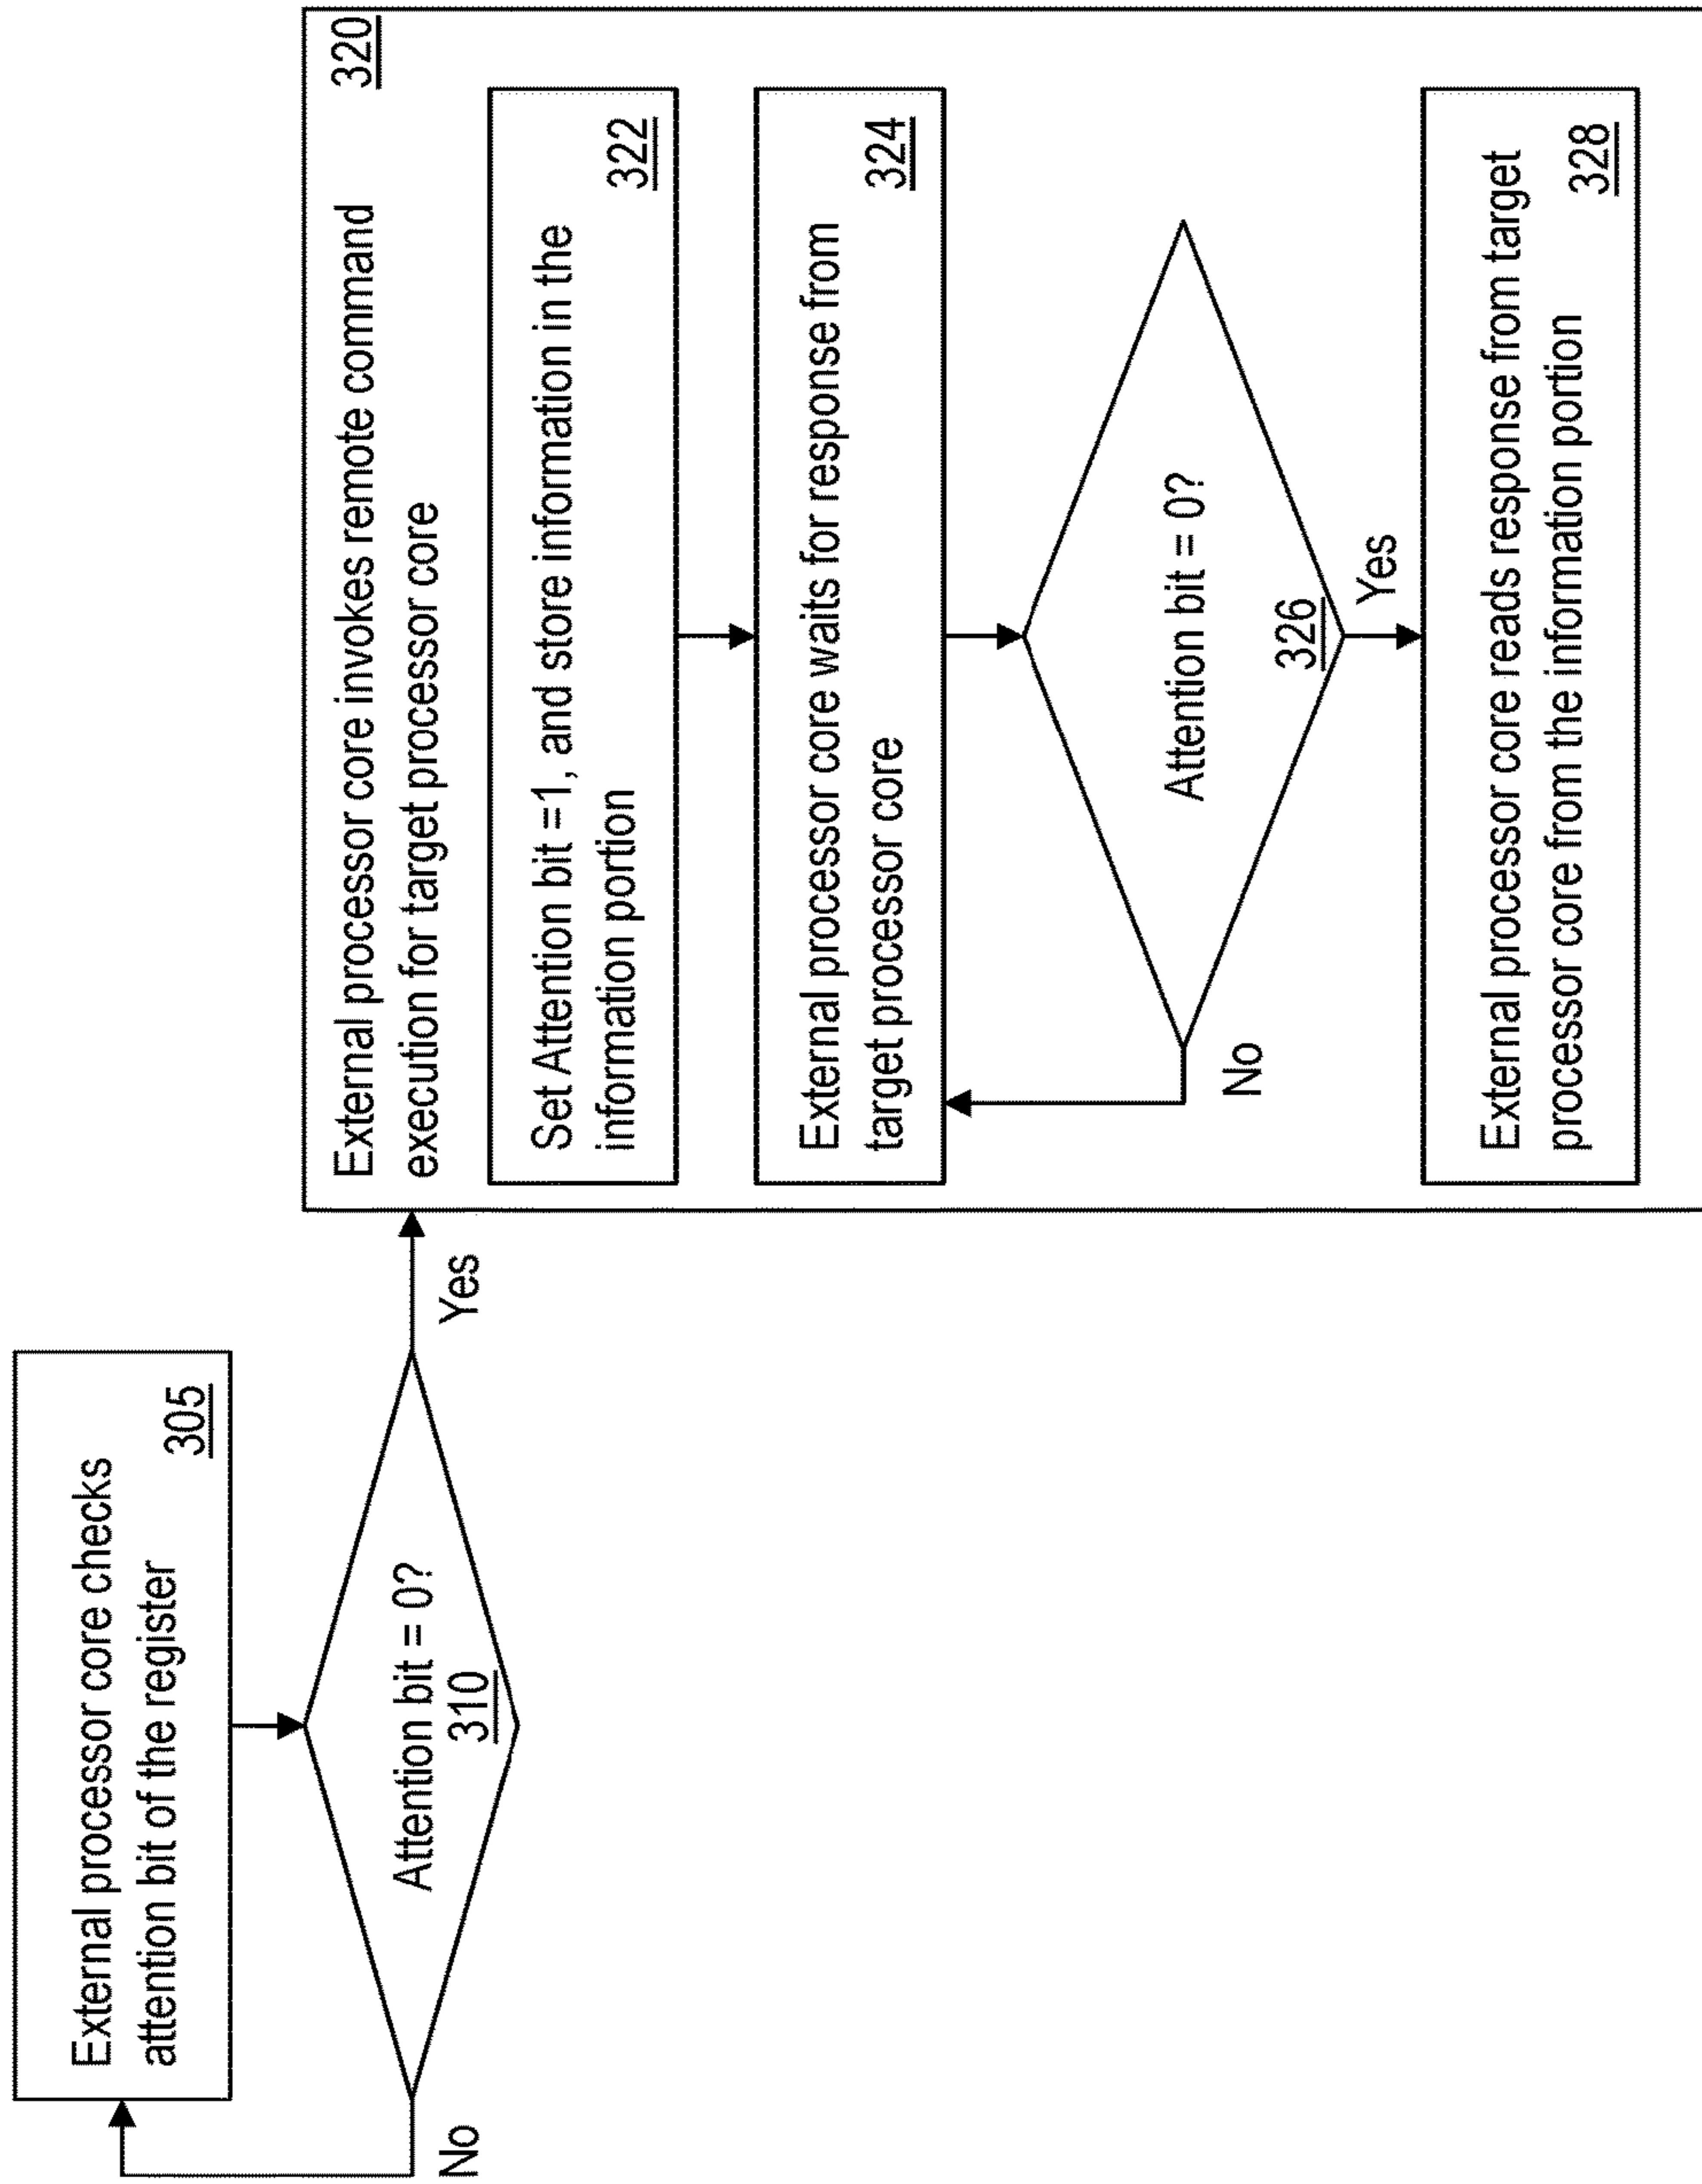 External processor core checks
attention bit of the register
305
Attention bit = 0?
310
No
Yes
External processor core invokes remote command
execution for target processor core
320
Set Attention bit =1, and store information in the
information portion
322
External processor core waits for response from
target processor core
324
Attention bit = 0?
326
No
Yes
External processor core reads response from target
processor core from the information portion
328